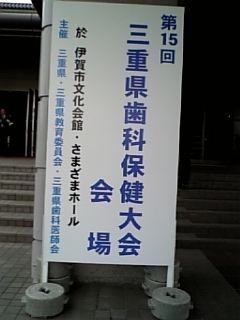 第15回
三重県歯科保健大会
会場
於 伊賀市文化会館・さまざまホール
主催 三重県・三重県教育委員会・三重県歯科医師会